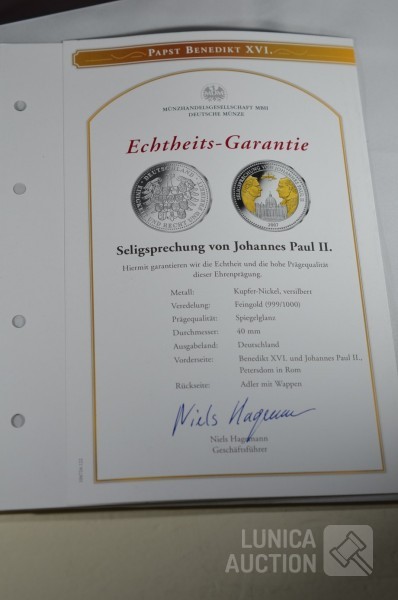 PAPST BENEDIKT XVI.
MÜNZHANDELSGESELLSCHAFT MBH
DEUTSCHE MÜNZE
Echtheits-Garantie
Seligsprechung von Johannes Paul II.
Hiermit garantieren wir die Echtheit und die hohe Prägequalität
dieser Ehrenprägung.
Metall: Kupfer-Nickel, versilbert
Veredelung: Feingold (999/1000)
Prägequalität: Spiegelglanz
Durchmesser: 40 mm
Ausgabeland: Deutschland
Vorderseite: Benedikt XVI. und Johannes Paul II.,
Petersdom in Rom
Rückseite: Adler mit Wappen
Niels Hagemann
Niels Hagemann
Geschäftsführer
LUNICA
AUCTION